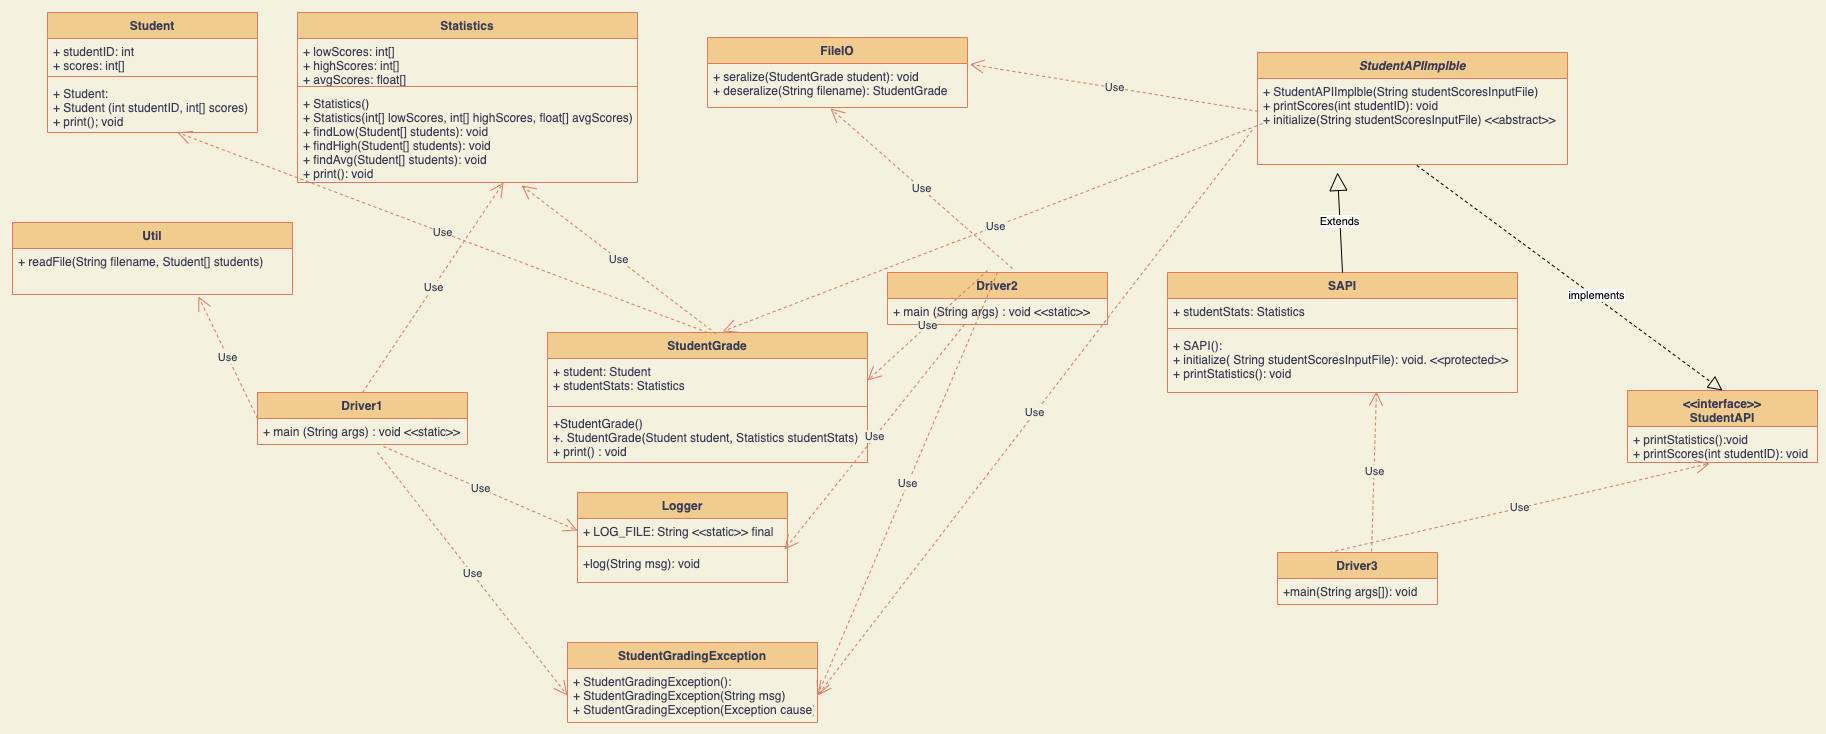 Student
+ studentID: int
+ scores: int[]
+ Student:
+ Student (int studentID, int[] scores)
+ print(); void
Statistics
+ lowScores: int[]
+ highScores: int[]
+ avgScores: float[]
+ Statistics()
+ Statistics(int[] lowScores, int[] highScores, float[] avgScores)
+ findLow(Student[] students): void
+ findHigh(Student[] students): void
+ findAvg(Student[] students): void
+ print(): void
FileIO
+ seralize(StudentGrade student): void
+ deseralize(String filename): StudentGrade
StudentAPIImplble
+ StudentAPIImplble(String studentScoresInputFile)
+ printScores(int studentID): void
+ initialize(String studentScoresInputFile) <<abstract>>
Use
Use
Extends
Use
Use
Use
Use
Util
+ readFile(String filename, Student[] students)
Driver2
+ main (String args) : void <<static>>
Use
SAPI
+ studentStats: Statistics
+ SAPI():
+ initialize( String studentScoresInputFile): void. <<protected>>
+ printStatistics(): void
implements
StudentGrade
+ student: Student
+ studentStats: Statistics
+StudentGrade()
+. StudentGrade(Student student, Statistics studentStats)
+ print() : void
Use
Driver1
+ main (String args) : void <<static>>
<<interface>>
StudentAPI
+ printStatistics():void
+ printScores(int studentID): void
Use
Use
Use
Use
Use
Use
Logger
+ LOG_FILE: String <<static>> final
+log(String msg): void
Use
Driver3
+main(String args[]): void
StudentGradingException
+ StudentGradingException():
+ StudentGradingException(String msg)
+ StudentGradingException(Exception cause